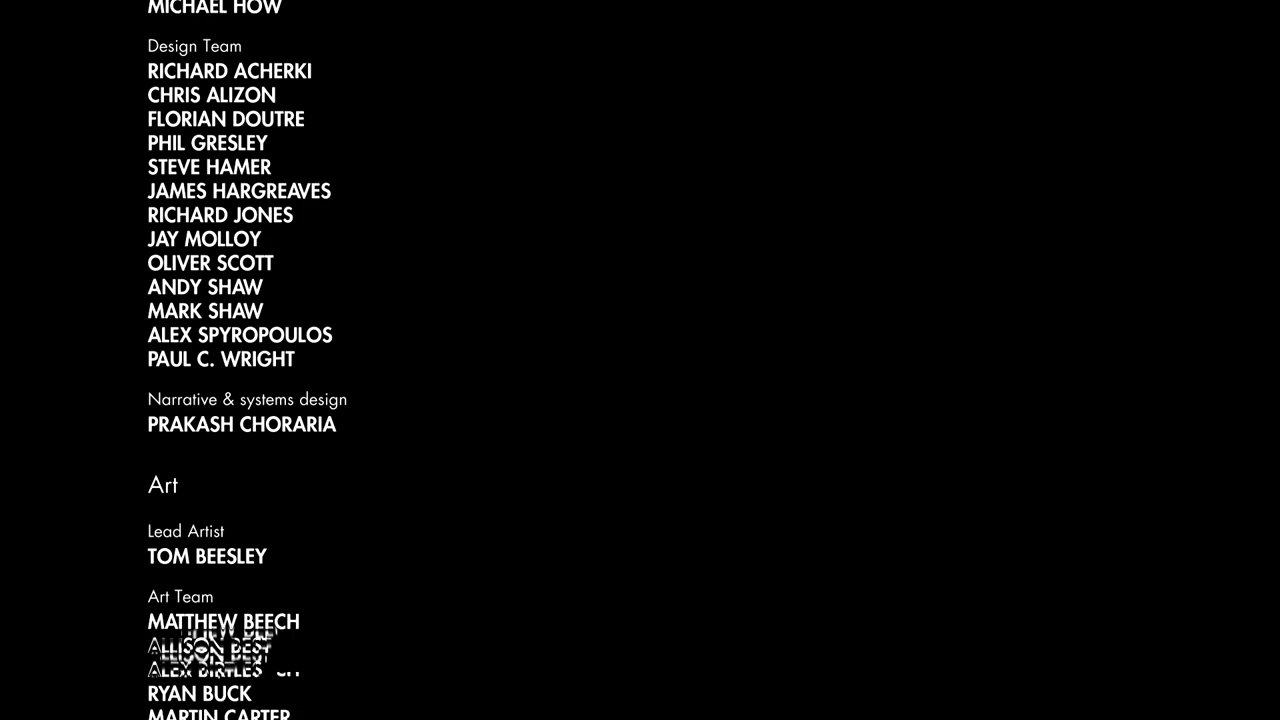 MICHAEL HOW
Design Team
RICHARD ACHERKI
CHRIS ALIZON
FLORIAN DOUTRE
PHIL GRESLEY
STEVE HAMER
JAMES HARGREAVES
RICHARD JONES
JAY MOLLOY
OLIVER SCOTT
ANDY SHAW
MARK SHAW
ALEX SPYROPOULOS
PAUL C. WRIGHT
Narrative & systems design
PRAKASH CHORARIA
Art
Lead Artist
TOM BEESLEY
Art Team
MATTHEW BEECH
ALLISON
ALEX
RYAN BUCK
MARTIN CARTER